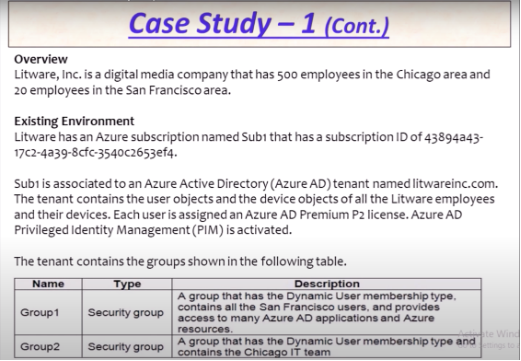 Case Study – 1 (Cont.)
Overview
Litware, Inc. is a digital media company that has 500 employees in the Chicago area and
20 employees in the San Francisco area.
Existing Environment
Litware has an Azure subscription named Sub1 that has a subscription ID of 43894a43-
17c2-4a39-8cfc-3540c2653ef4.
Sub1 is associated to an Azure Active Directory (Azure AD) tenant named litwareinc.com.
The tenant contains the user objects and the device objects of all the Litware employees
and their devices. Each user is assigned an Azure AD Premium P2 license. Azure AD
Privileged Identity Management (PIM) is activated.
The tenant contains the groups shown in the following table.
Name Type Description
A group that has the Dynamic User membership type,
Group1 Security group contains all the San Francisco users, and provides
access to many Azure AD applications and Azure
resources.
A group that has the Dynamic User membership type and
Group2 Security group contains the Chicago IT team